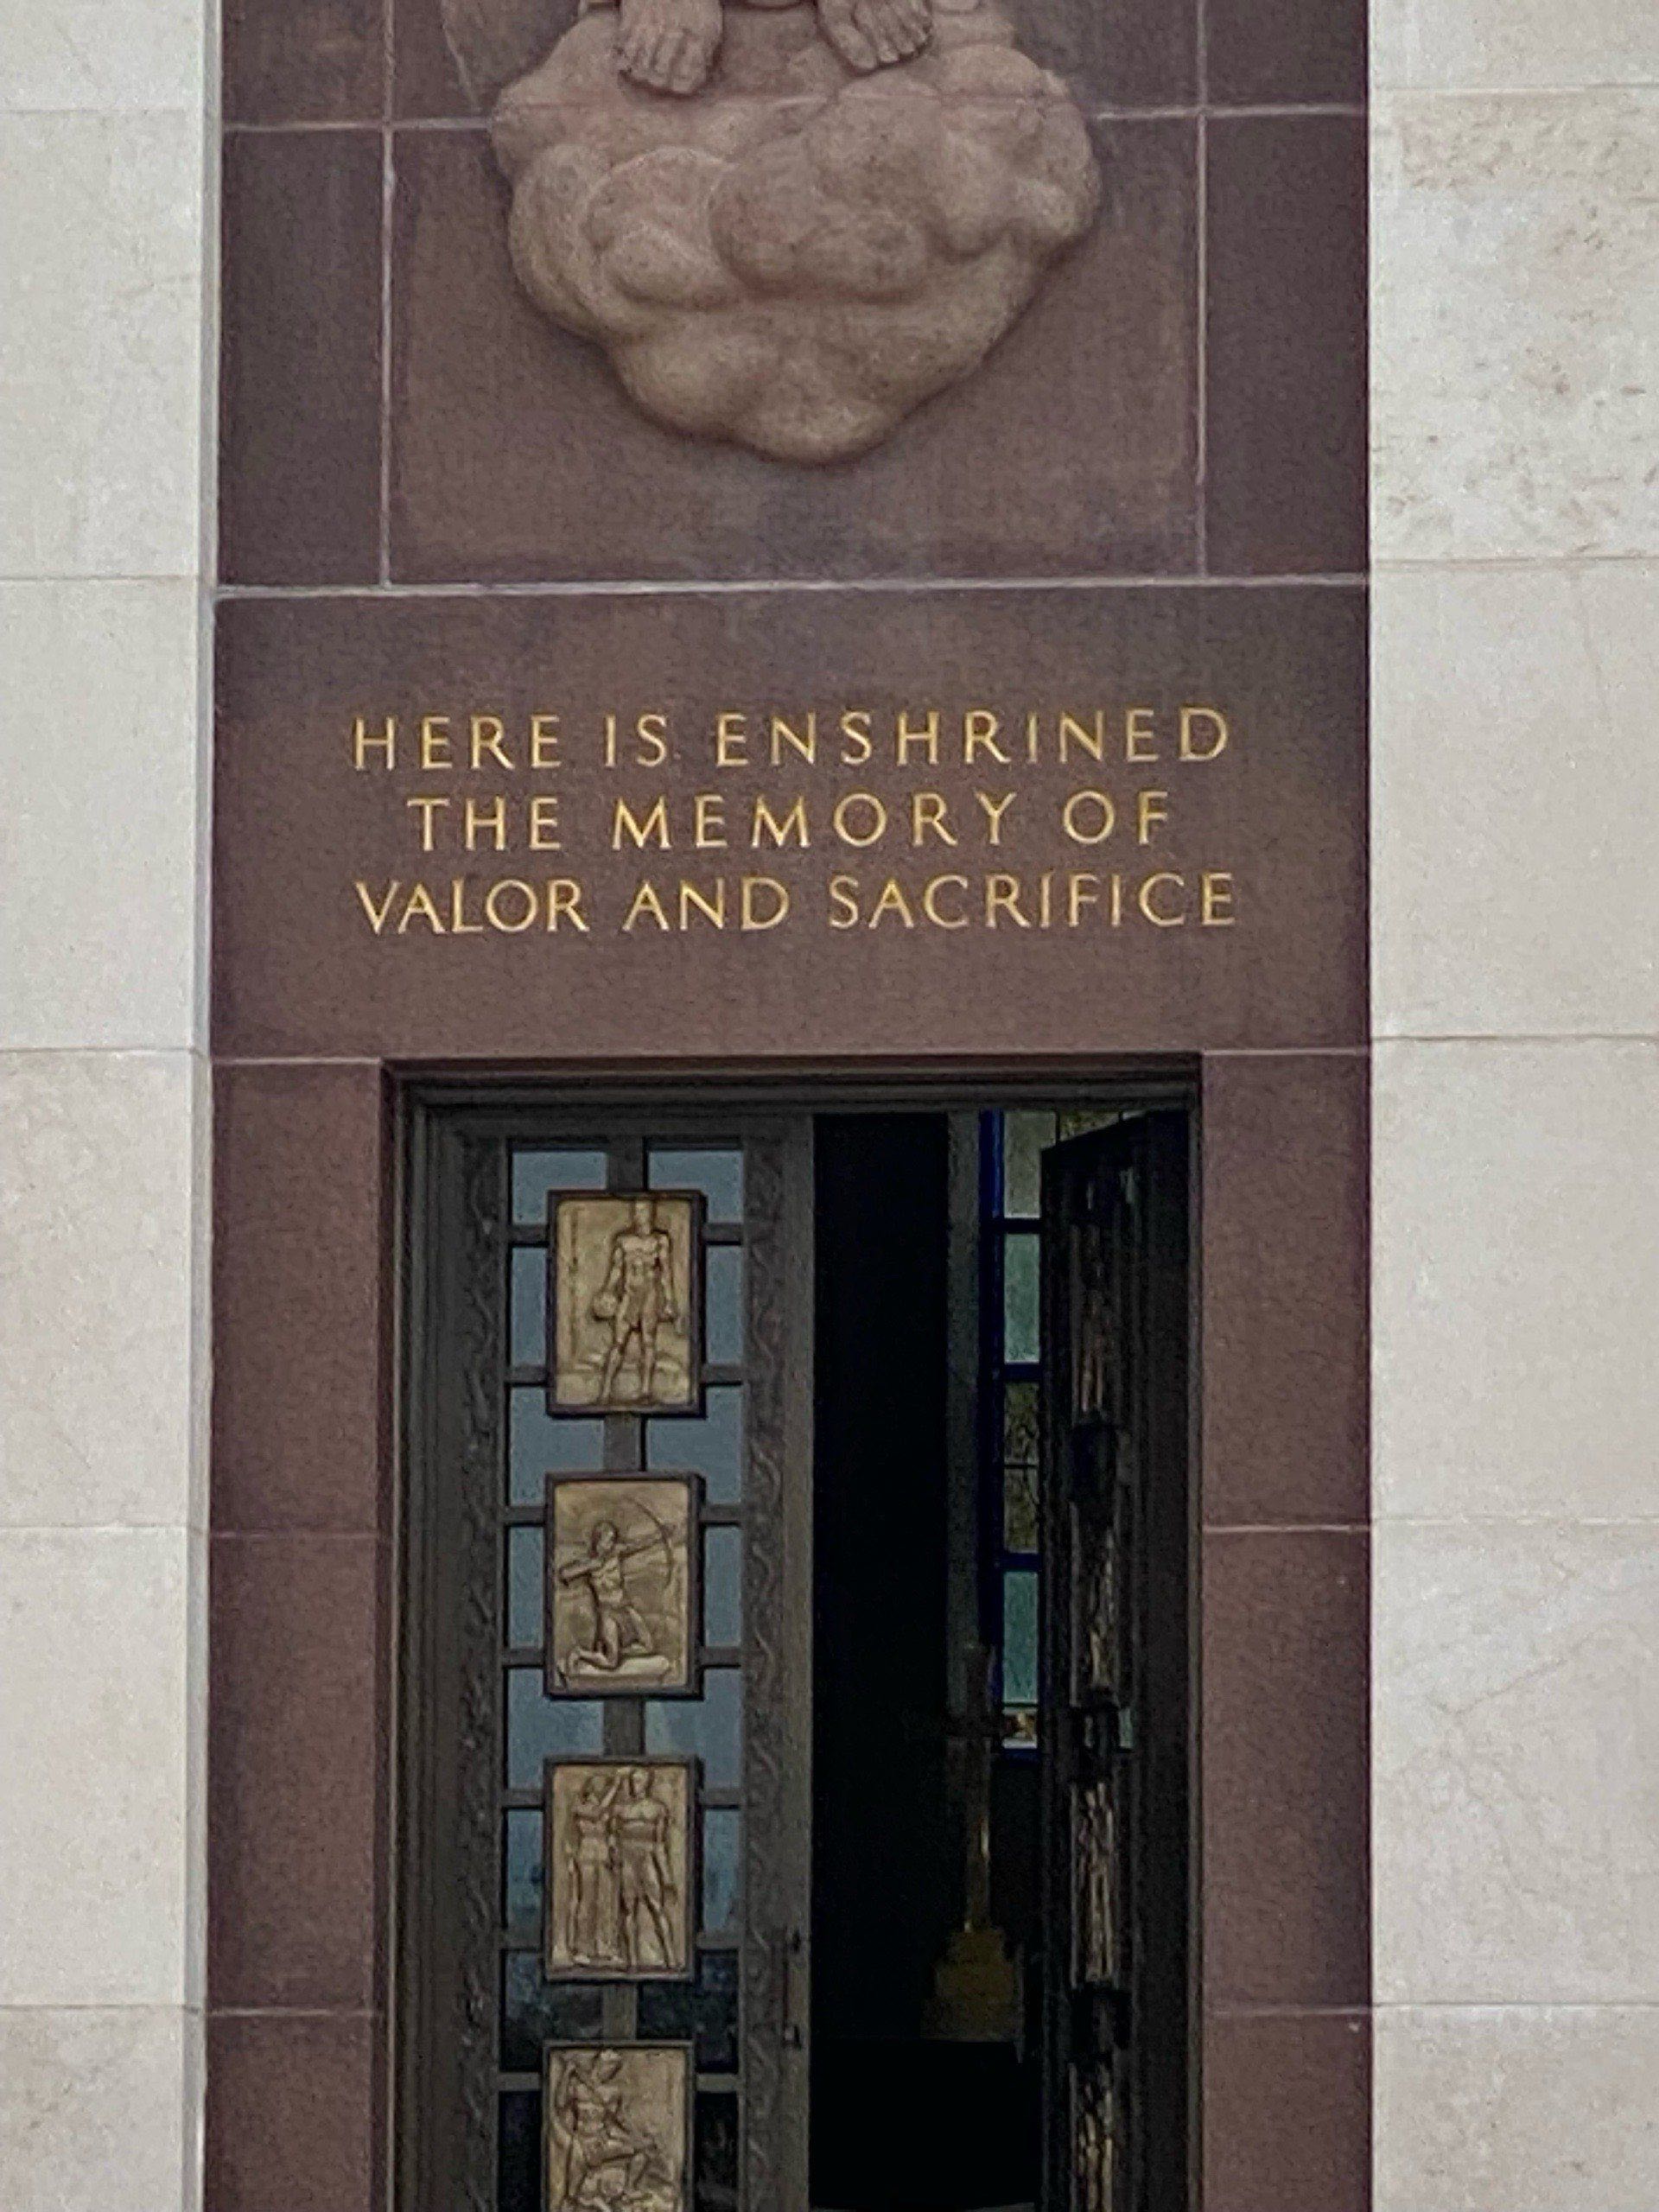 HERE IS ENSHRINED
THE MEMORY OF
VALOR AND SACRIFICE